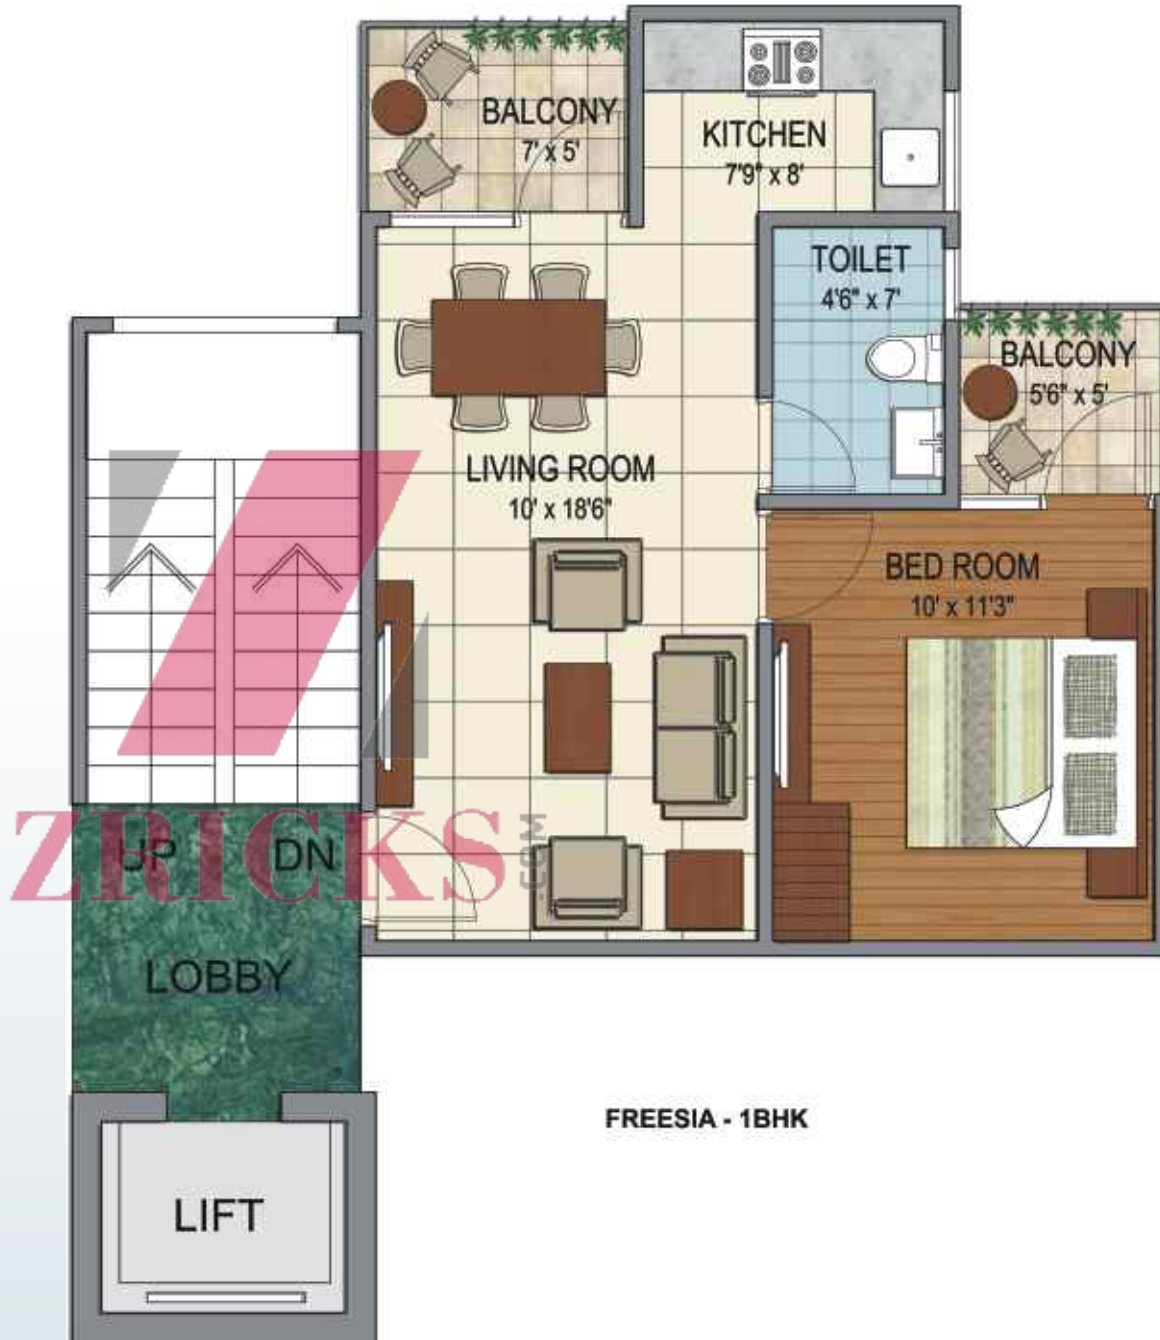 BALCONY
7' x 5'
KITCHEN
7'9" x 8'
TOILET
4'6" x 7'
BALCONY
5'6" x 5'
LIVING ROOM
10' x 18'6"
BED ROOM
10' x 11'3"
ZRICKS
.COM
UP DN
LOBBY
FREESIA - 1BHK
LIFT